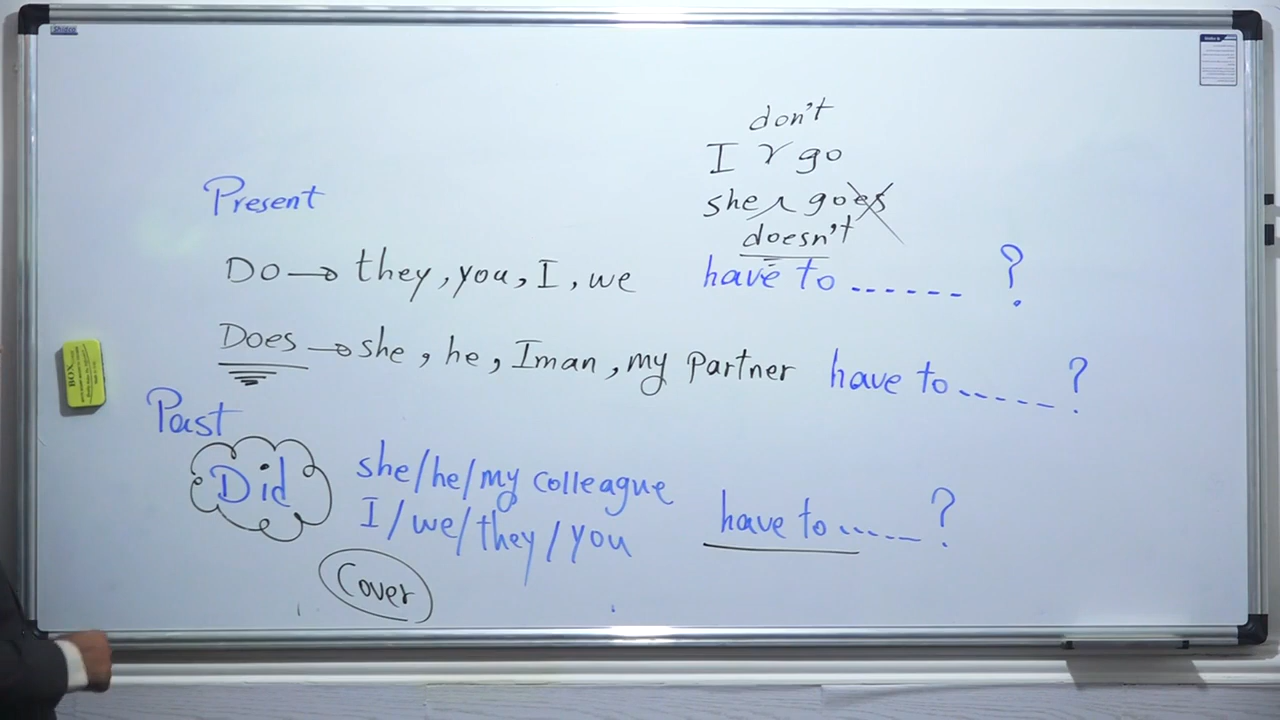 don't
I go
she goes
doesn't
Present
Do → they, you, I, we have to ...... ?
Does → she, he, Iman, my partner have to ...... ?
Past
Did she/he/my colleague
I/we/they/you have to ...... ?
Cover
BOX